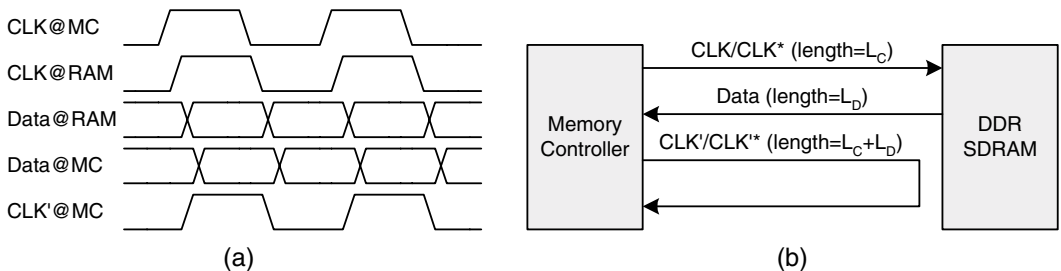 CLK@MC
CLK@RAM
Data@RAM
Data@MC
CLK'@MC
(a)
Memory
Controller
CLK/CLK* (length=L_C)
Data (length=L_D)
CLK'/CLK'* (length=L_C+L_D)
DDR
SDRAM
(b)